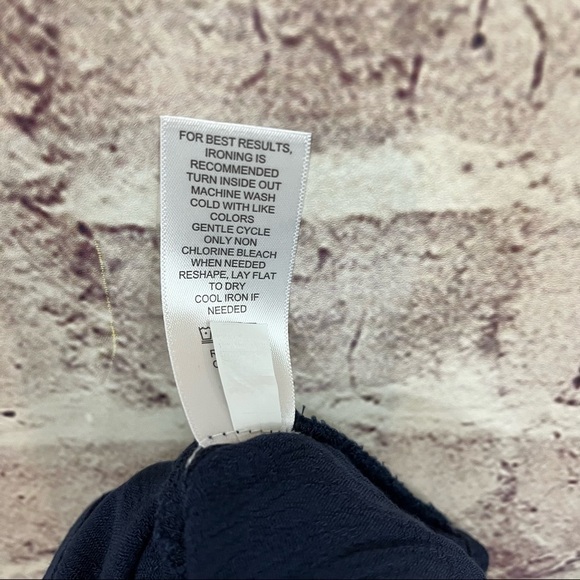 FOR BEST RESULTS,
IRONING IS
RECOMMENDED
TURN INSIDE OUT
MACHINE WASH
COLD WITH LIKE
COLORS
GENTLE CYCLE
ONLY NON
CHLORINE BLEACH
WHEN NEEDED
RESHAPE, LAY FLAT
TO DRY
COOL IRON IF
NEEDED